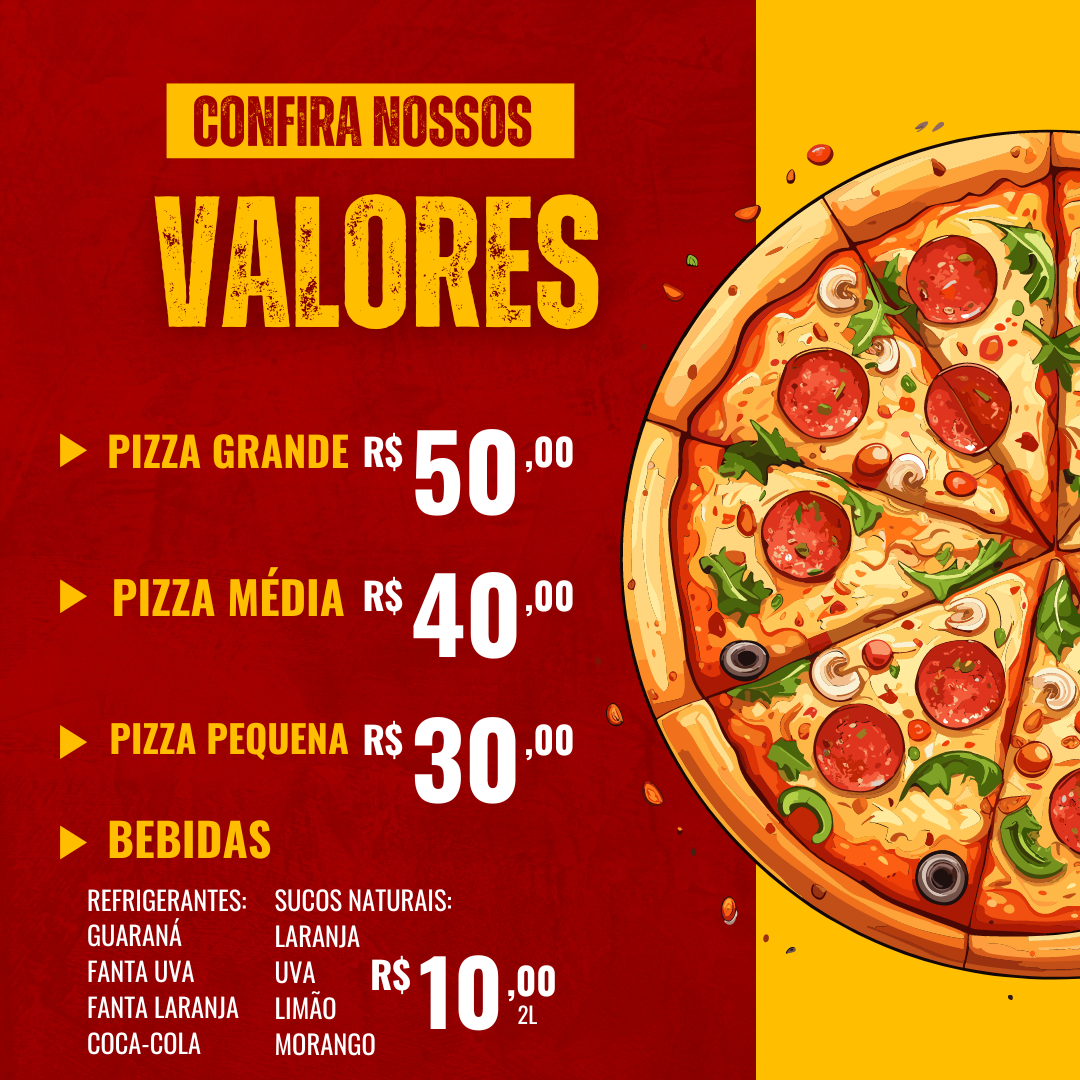 CONFIRA NOSSOS
VALORES
PIZZA GRANDE R$ 50,00
PIZZA MÉDIA R$ 40,00
PIZZA PEQUENA R$ 30,00
BEBIDAS
REFRIGERANTES:
GUARANÁ
FANTA UVA
FANTA LARANJA
COCA-COLA
SUCOS NATURAIS:
LARANJA
UVA
LIMÃO
MORANGO
R$ 10,00
2L